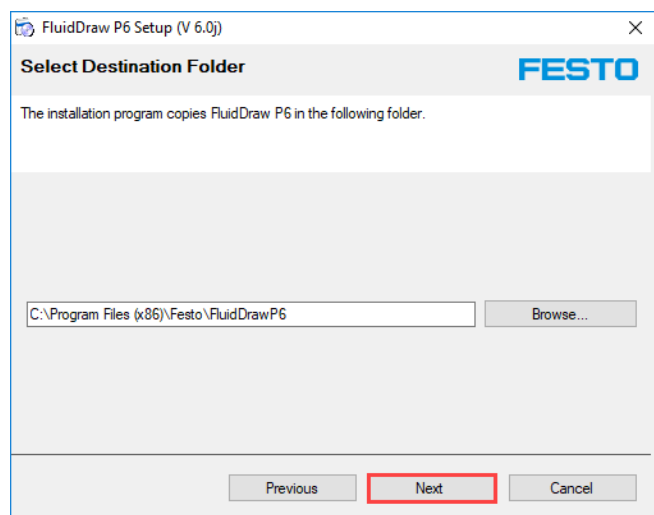 FluidDraw P6 Setup (V 6.0j)
Select Destination Folder
FESTO
The installation program copies FluidDraw P6 in the following folder.
C:\Program Files (x86)\Festo\FluidDrawP6
Browse...
Previous
Next
Cancel